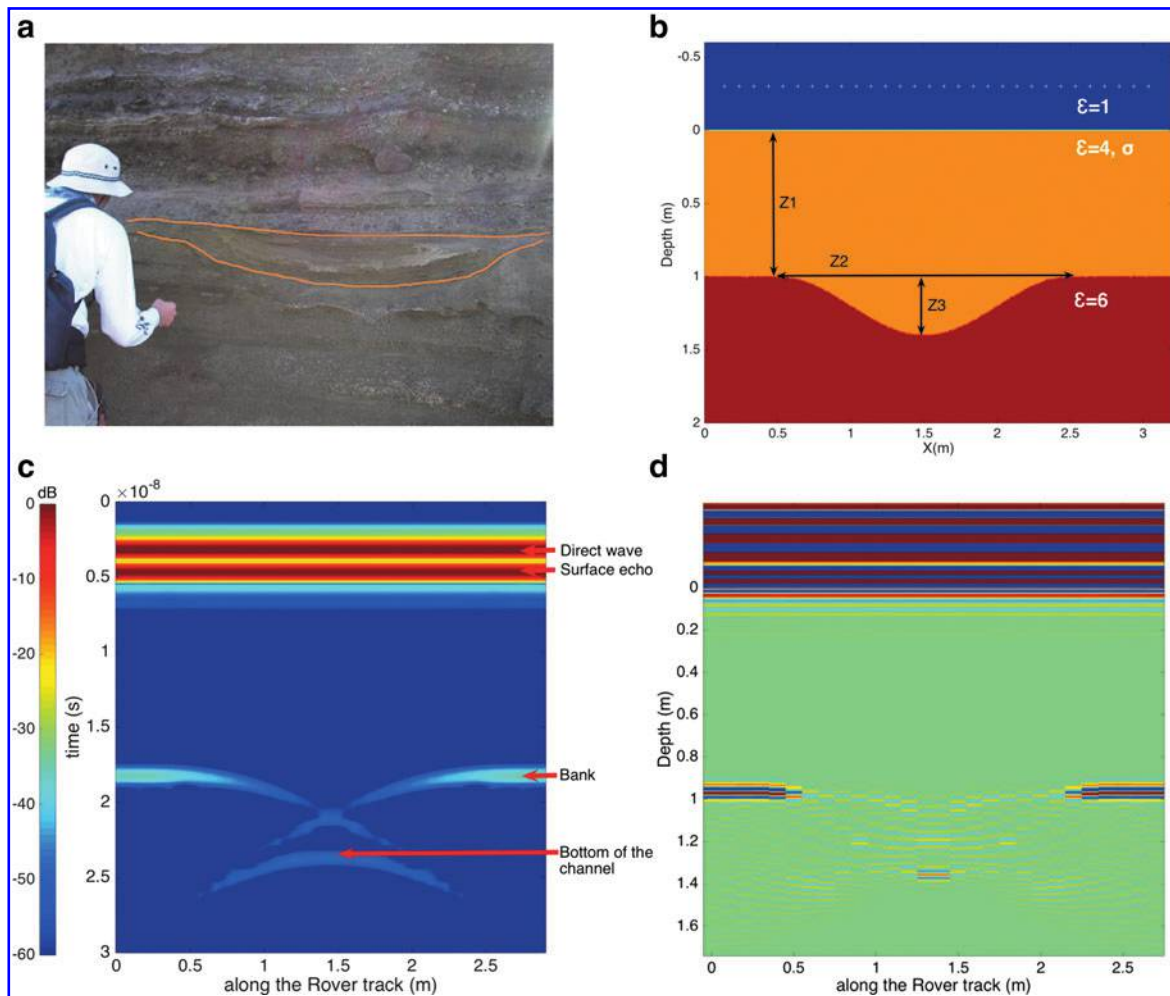 a
b
-0.5
0
0.5
1
1.5
2
Depth (m)
ε=1
ε=4, σ
Z1
Z2
Z3
ε=6
0
0.5
1
1.5
2
2.5
3
X(m)
c
dB
0
-10
-20
-30
-40
-50
-60
×10⁻⁸
0
0.5
1
1.5
2
2.5
3
time (s)
Direct wave
Surface echo
Bank
Bottom of the
channel
0
0.5
1
1.5
2
2.5
along the Rover track (m)
d
0
0.2
0.4
0.6
0.8
1
1.2
1.4
1.6
Depth (m)
0
0.5
1
1.5
2
2.5
along the Rover track (m)